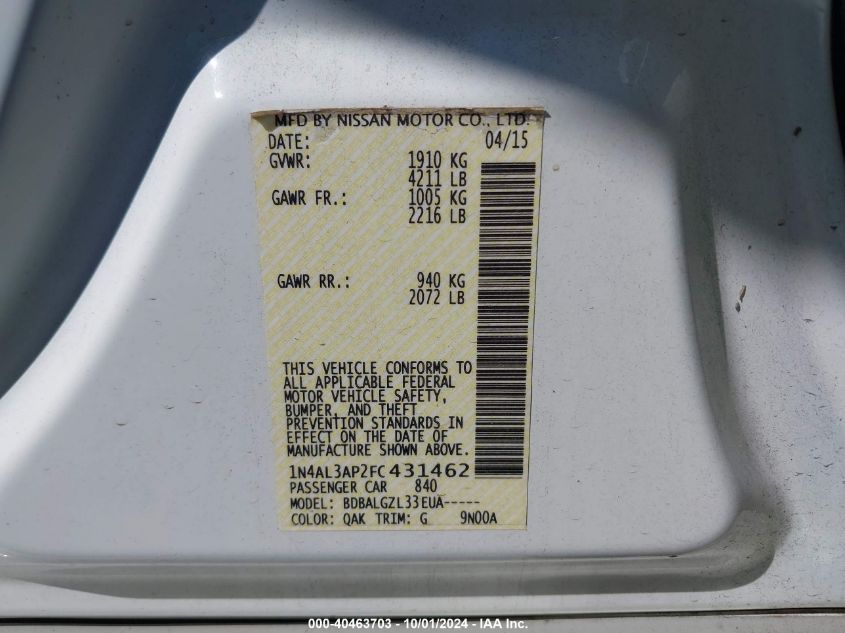 MFD BY NISSAN MOTOR CO., LTD.
DATE: 04/15
GVWR: 1910 KG
4211 LB
GAWR FR.: 1005 KG
2216 LB
GAWR RR.: 940 KG
2072 LB
THIS VEHICLE CONFORMS TO
ALL APPLICABLE FEDERAL
MOTOR VEHICLE SAFETY,
BUMPER, AND THEFT
PREVENTION STANDARDS IN
EFFECT ON THE DATE OF
MANUFACTURE SHOWN ABOVE.
1N4AL3AP2FC431462
PASSENGER CAR 840
MODEL: BDBALGZL33EUA-----
COLOR: QAK TRIM: G 9N00A
000-40463703 - 10/01/2024 - IAA Inc.